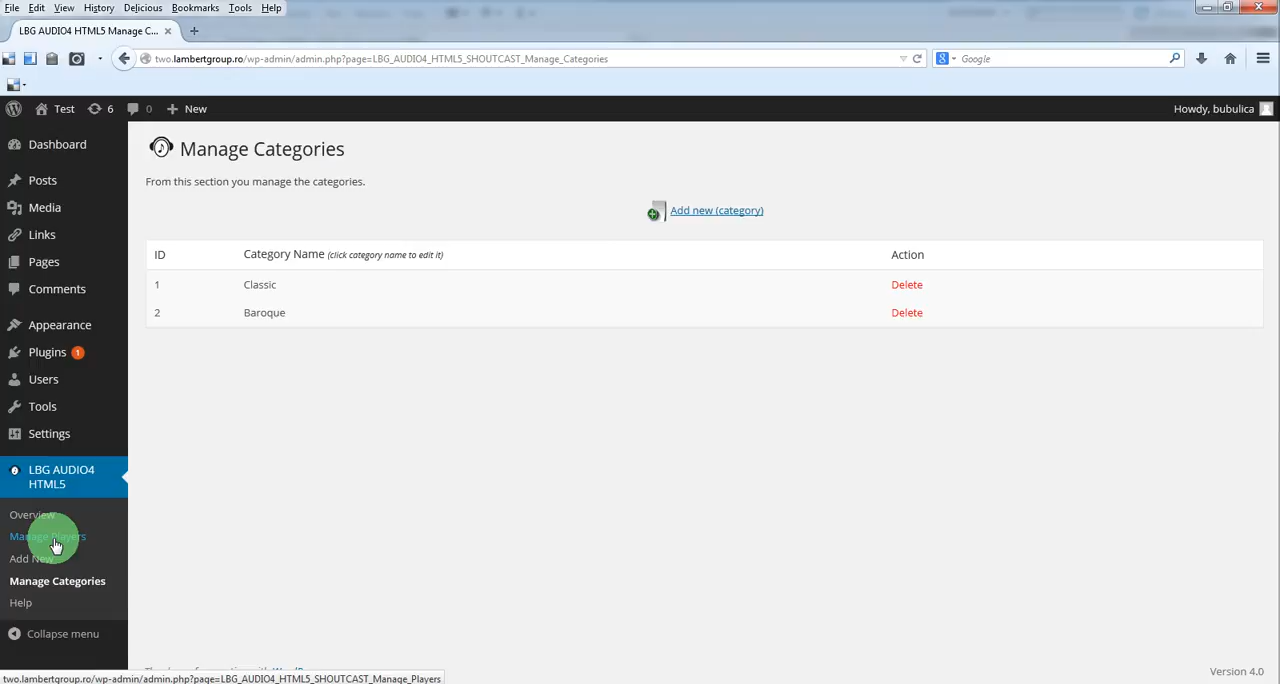 File Edit View History Delicious Bookmarks Tools Help
LBG AUDIO4 HTML5 Manage C...
two.lambertgroup.ro/wp-admin/admin.php?page=LBG_AUDIO4_HTML5_SHOUTCAST_Manage_Categories
Google
Test 6 0 New
Howdy, bubulica
Dashboard
Posts
Media
Links
Pages
Comments
Appearance
Plugins 1
Users
Tools
Settings
LBG AUDIO4
HTML5
Overview
Manage Players
Add New
Manage Categories
Help
Collapse menu
Manage Categories
From this section you manage the categories.
Add new (category)
ID Category Name (click category name to edit it) Action
1 Classic Delete
2 Baroque Delete
Version 4.0
two.lambertgroup.ro/wp-admin/admin.php?page=LBG_AUDIO4_HTML5_SHOUTCAST_Manage_Players